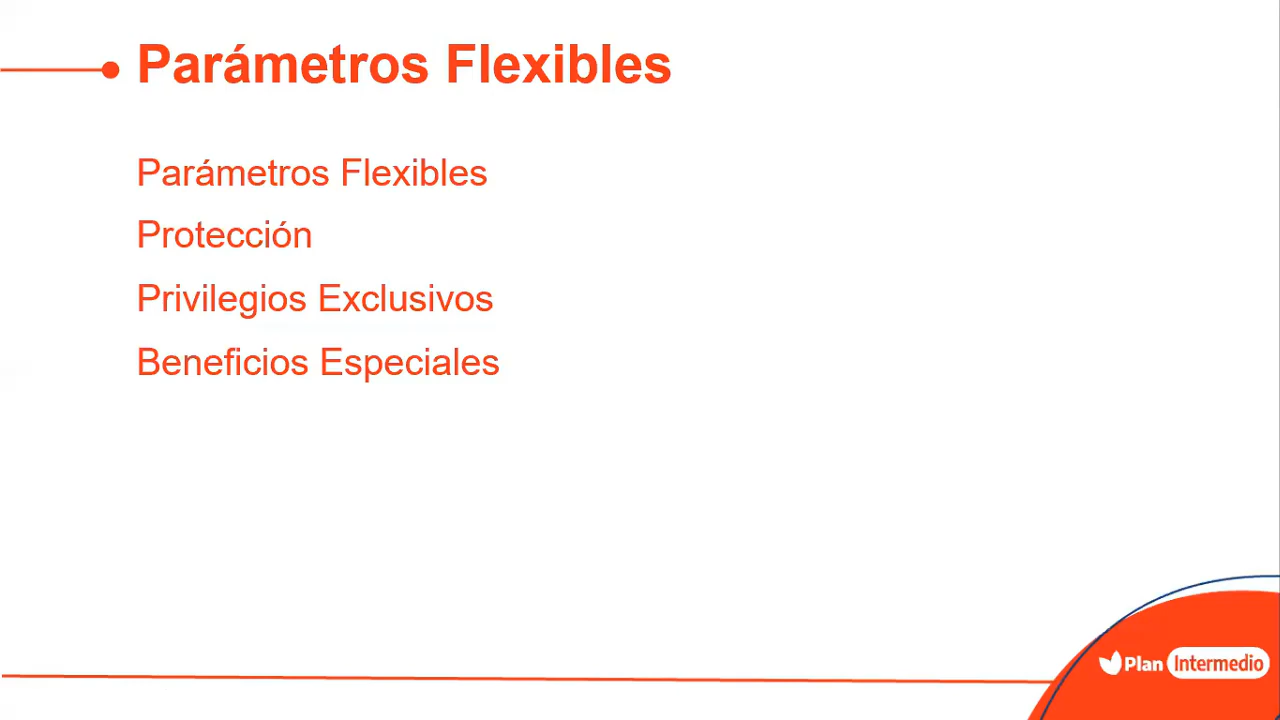 Parámetros Flexibles
Parámetros Flexibles
Protección
Privilegios Exclusivos
Beneficios Especiales
Plan Intermedio